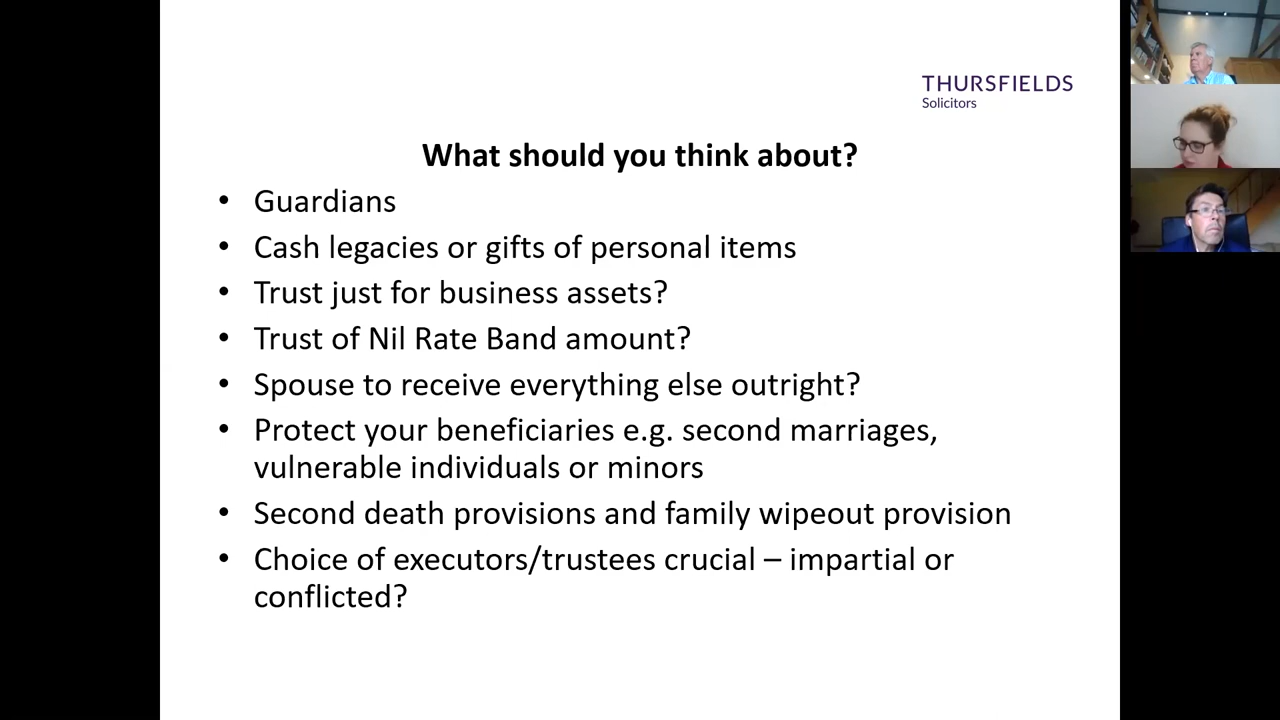 THURSFIELDS
Solicitors
What should you think about?
• Guardians
• Cash legacies or gifts of personal items
• Trust just for business assets?
• Trust of Nil Rate Band amount?
• Spouse to receive everything else outright?
• Protect your beneficiaries e.g. second marriages,
vulnerable individuals or minors
• Second death provisions and family wipeout provision
• Choice of executors/trustees crucial – impartial or
conflicted?